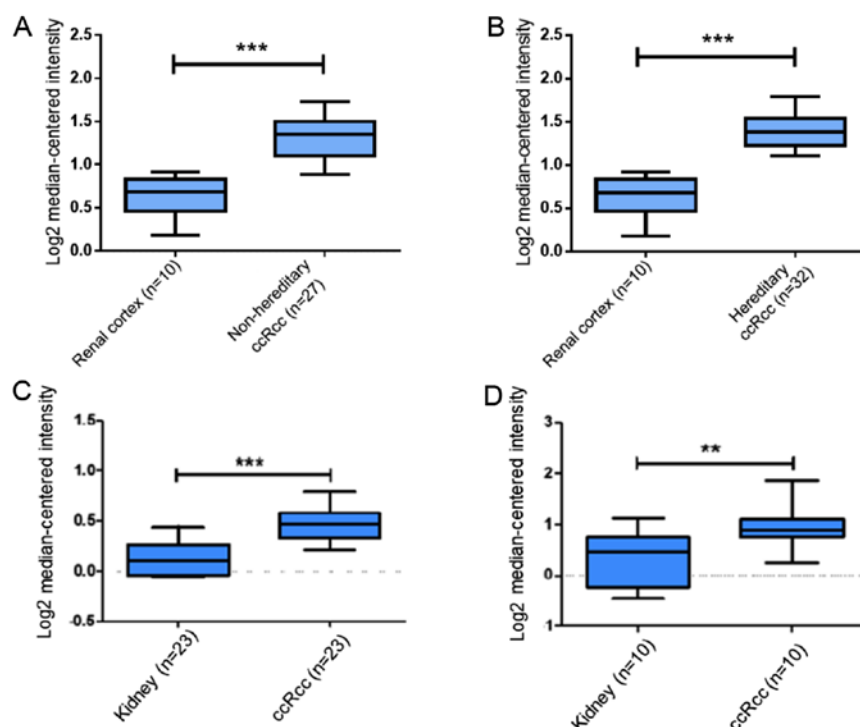 A
Log2 median-centered intensity
2.5
2.0
1.5
1.0
0.5
0.0
***
Renal cortex (n=10)
Non-hereditary
ccRcc (n=27)
B
Log2 median-centered intensity
2.5
2.0
1.5
1.0
0.5
0.0
***
Renal cortex (n=10)
Hereditary
ccRcc (n=32)
C
Log2 median-centered intensity
1.5
1.0
0.5
0.0
-0.5
***
Kidney (n=23)
ccRcc (n=23)
D
Log2 median-centered intensity
3
2
1
0
-1
**
Kidney (n=10)
ccRcc (n=10)